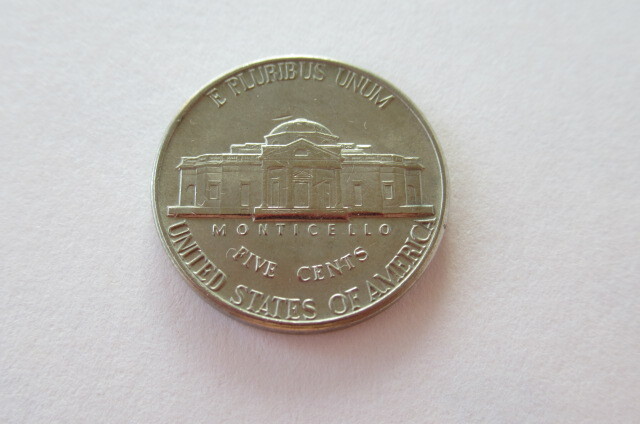 E PLURIBUS UNUM
MONTICELLO
FIVE CENTS
UNITED STATES OF AMERICA